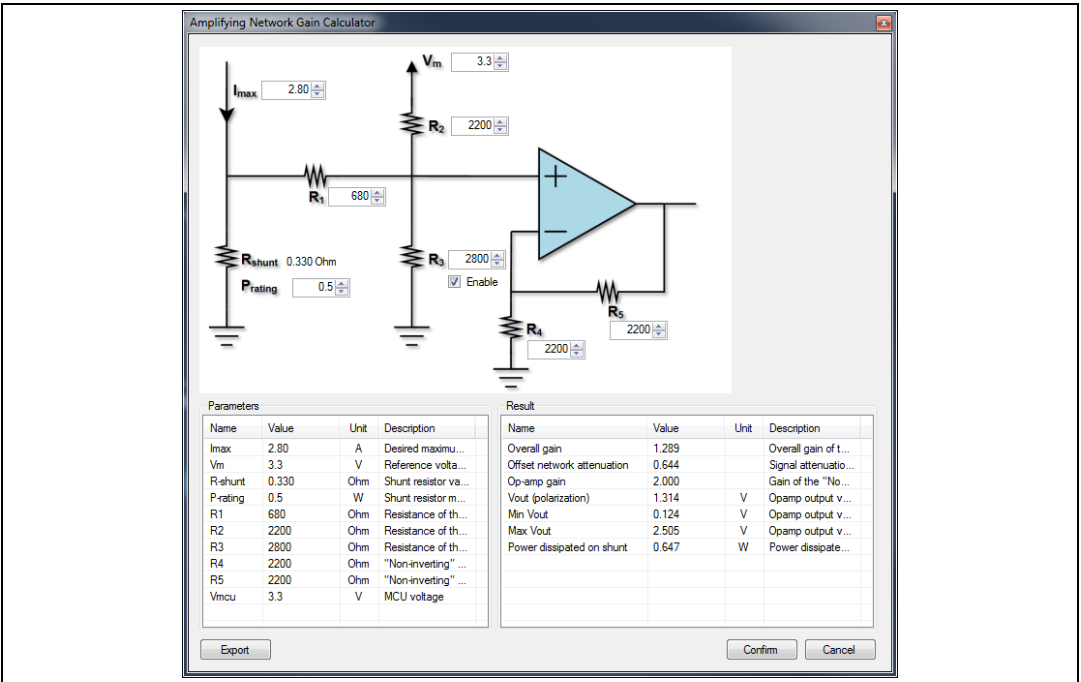 Amplifying Network Gain Calculator
Vm 3.3
Imax 2.80
R2 2200
R1 680
Rshunt 0.330 Ohm
Prating 0.5
R3 2800
Enable
R5 2200
R4 2200
Parameters
Name Value Unit Description
Imax 2.80 A Desired maximu...
Vm 3.3 V Reference volta...
R-shunt 0.330 Ohm Shunt resistor va...
P-rating 0.5 W Shunt resistor m...
R1 680 Ohm Resistance of th...
R2 2200 Ohm Resistance of th...
R3 2800 Ohm Resistance of th...
R4 2200 Ohm "Non-inverting" ...
R5 2200 Ohm "Non-inverting" ...
Vmcu 3.3 V MCU voltage
Result
Name Value Unit Description
Overall gain 1.289 Overall gain of t...
Offset network attenuation 0.644 Signal attenuatio...
Op-amp gain 2.000 Gain of the "No...
Vout (polarization) 1.314 V Opamp output v...
Min Vout 0.124 V Opamp output v...
Max Vout 2.505 V Opamp output v...
Power dissipated on shunt 0.647 W Power dissipate...
Export
Confirm
Cancel